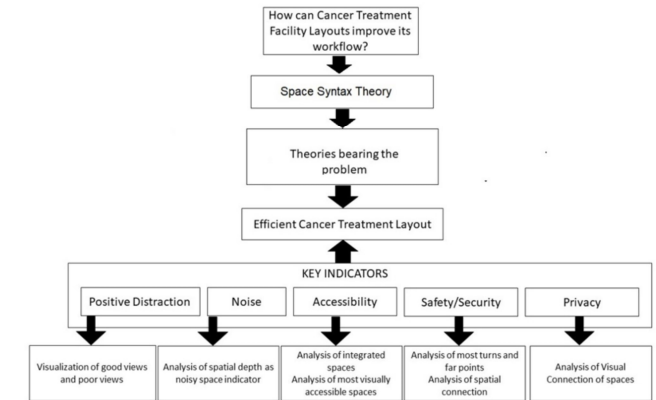 How can Cancer Treatment
Facility Layouts improve its
workflow?
Space Syntax Theory
Theories bearing the
problem
Efficient Cancer Treatment Layout
KEY INDICATORS
Positive Distraction
Noise
Accessibility
Safety/Security
Privacy
Visualization of good views
and poor views
Analysis of spatial depth as
noisy space indicator
Analysis of integrated
spaces
Analysis of most visually
accessible spaces
Analysis of most turns and
far points
Analysis of spatial
connection
Analysis of Visual
Connection of spaces